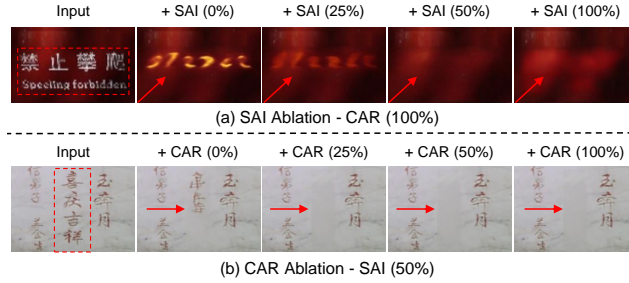 Input + SAI (0%) + SAI (25%) + SAI (50%) + SAI (100%)
禁止攀爬
Speeling forbidden
(a) SAI Ablation - CAR (100%)
Input + CAR (0%) + CAR (25%) + CAR (50%) + CAR (100%)
喜庆吉祥
(b) CAR Ablation - SAI (50%)